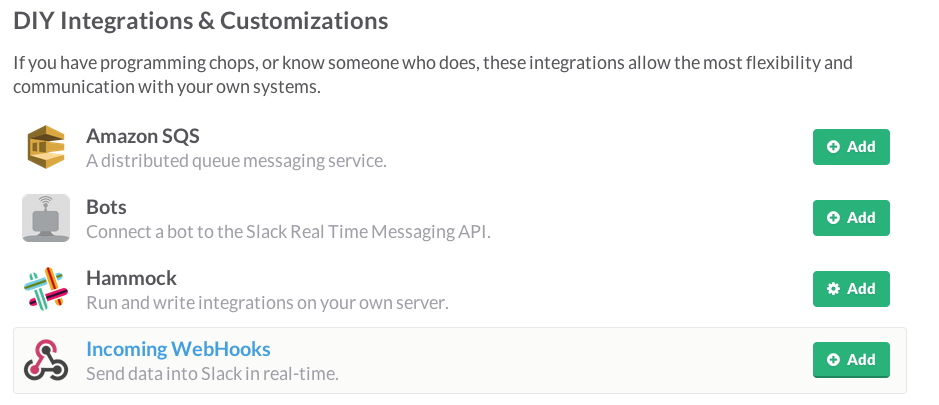 DIY Integrations & Customizations
If you have programming chops, or know someone who does, these integrations allow the most flexibility and
communication with your own systems.
Amazon SQS
A distributed queue messaging service.
Add
Bots
Connect a bot to the Slack Real Time Messaging API.
Add
Hammock
Run and write integrations on your own server.
Add
Incoming WebHooks
Send data into Slack in real-time.
Add